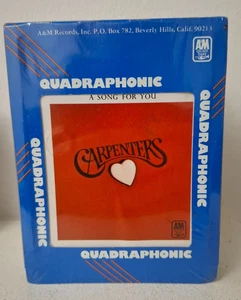 A&M Records, Inc. P.O. Box 782, Beverly Hills, Calif. 90213
A&M
QUADRAPHONIC
A SONG FOR YOU
QUADRAPHONIC
QUADRAPHONIC
CARPENTERS
A&M
QUADRAPHONIC